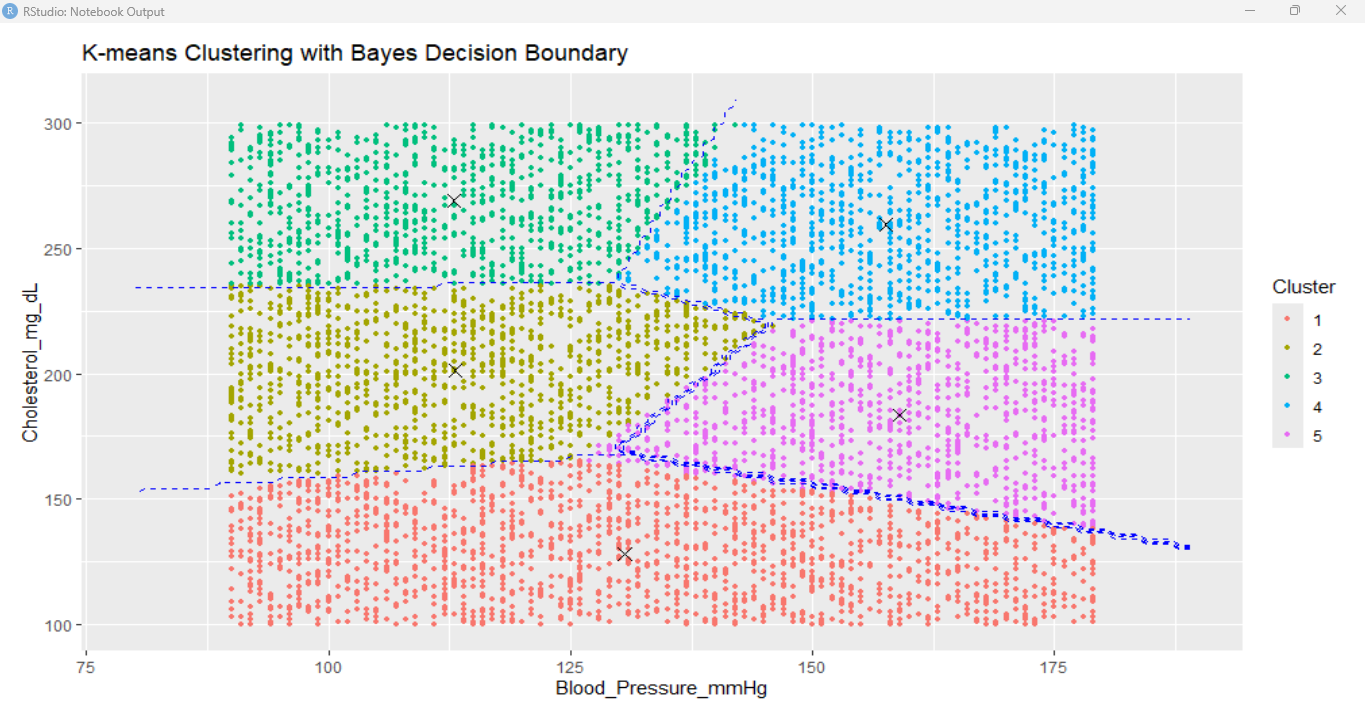 R RStudio: Notebook Output
K-means Clustering with Bayes Decision Boundary
300
250
200
150
100
Cholesterol_mg_dL
75 100 125 150 175
Blood_Pressure_mmHg
Cluster
1
2
3
4
5